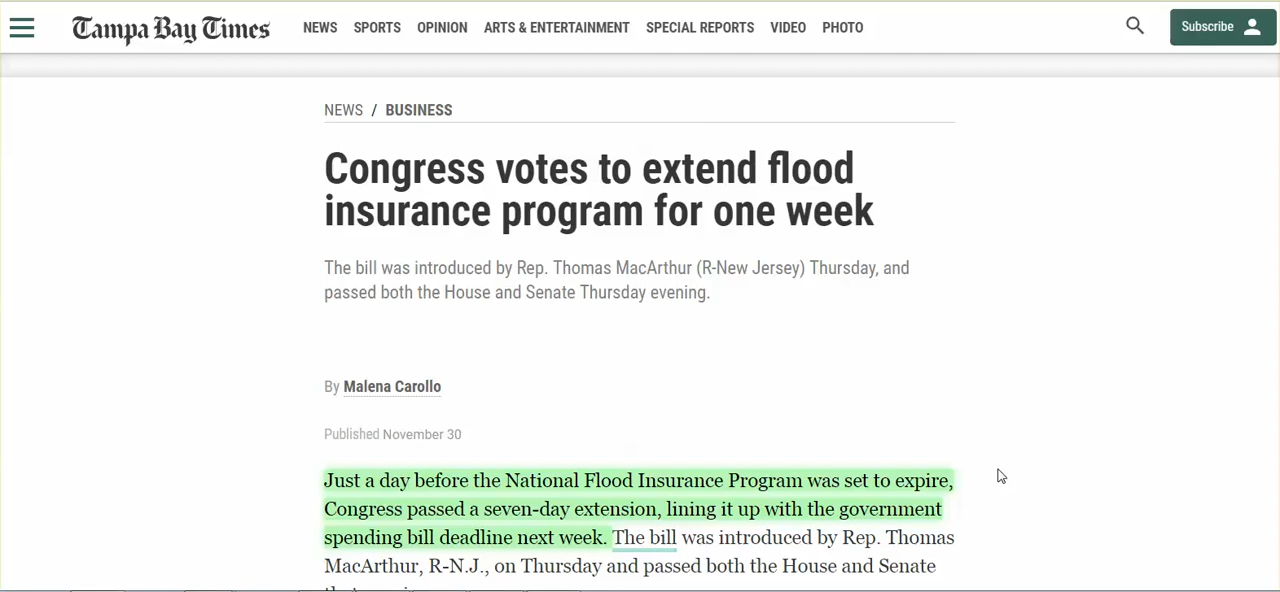 Tampa Bay Times NEWS SPORTS OPINION ARTS & ENTERTAINMENT SPECIAL REPORTS VIDEO PHOTO Subscribe
NEWS / BUSINESS
Congress votes to extend flood
insurance program for one week
The bill was introduced by Rep. Thomas MacArthur (R-New Jersey) Thursday, and
passed both the House and Senate Thursday evening.
By Malena Carollo
Published November 30
Just a day before the National Flood Insurance Program was set to expire,
Congress passed a seven-day extension, lining it up with the government
spending bill deadline next week. The bill was introduced by Rep. Thomas
MacArthur, R-N.J., on Thursday and passed both the House and Senate